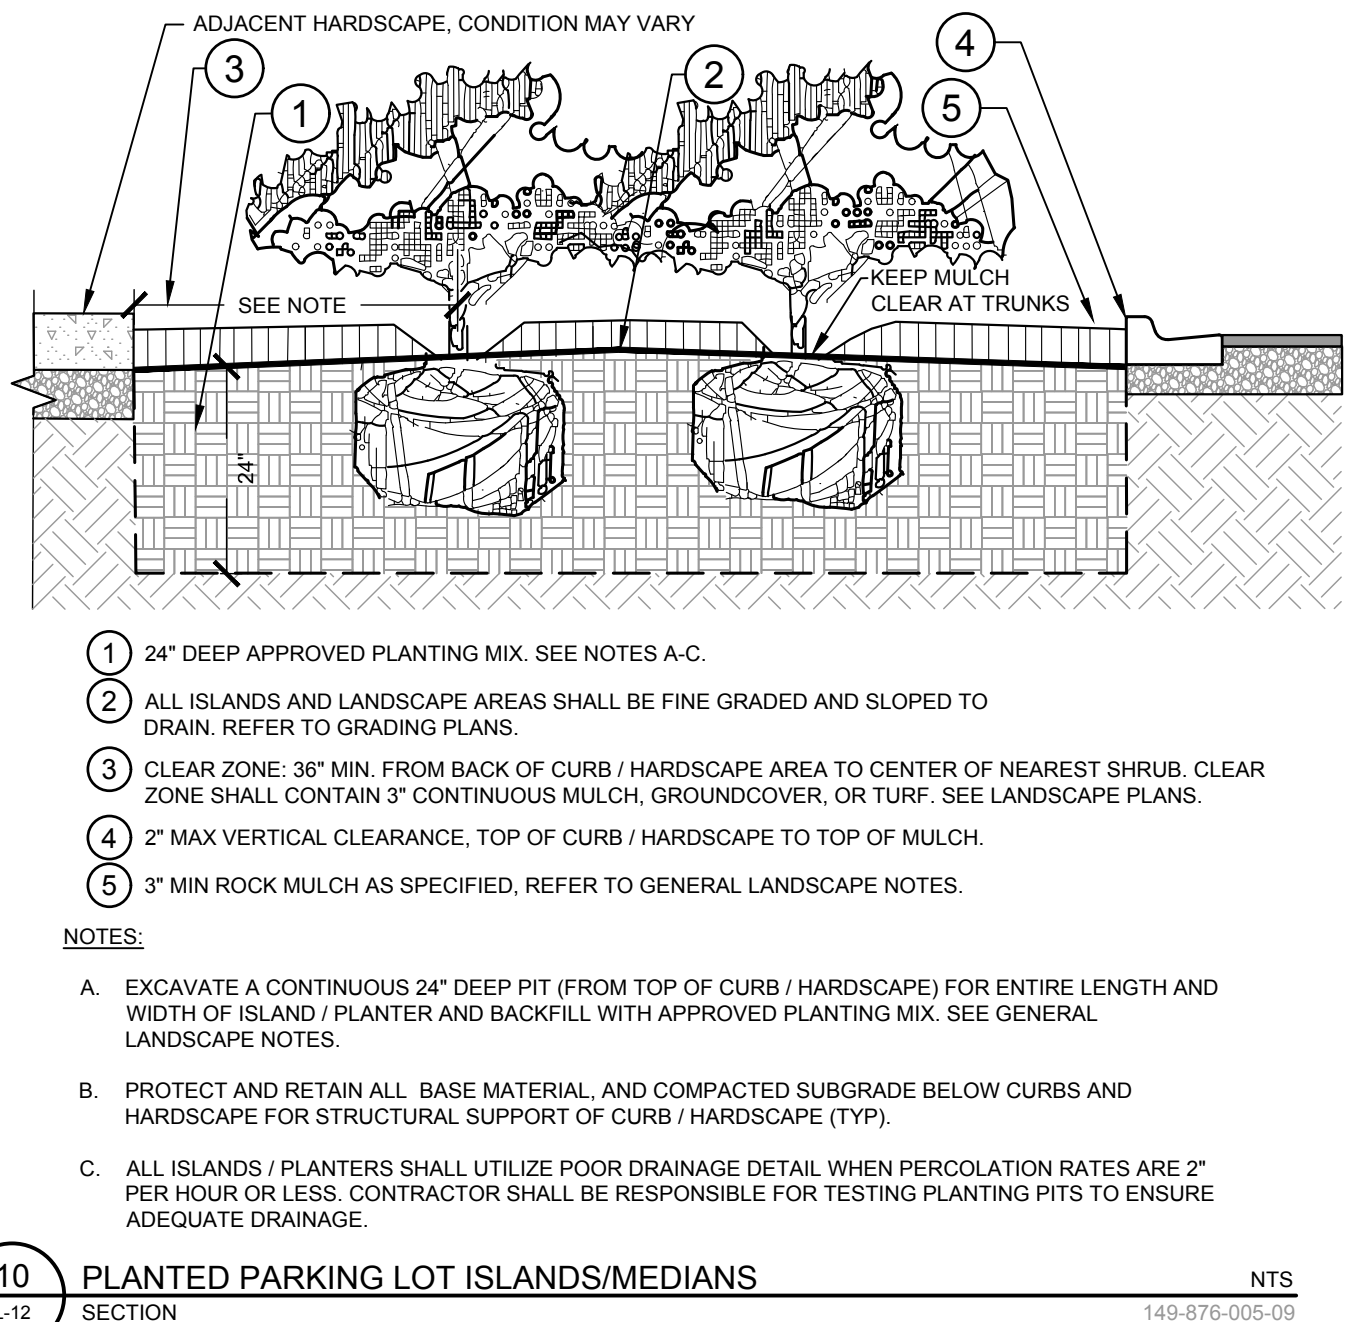 ADJACENT HARDSCAPE, CONDITION MAY VARY
4
3
2
5
1
KEEP MULCH
CLEAR AT TRUNKS
SEE NOTE
24"
1 24" DEEP APPROVED PLANTING MIX. SEE NOTES A-C.
2 ALL ISLANDS AND LANDSCAPE AREAS SHALL BE FINE GRADED AND SLOPED TO
DRAIN. REFER TO GRADING PLANS.
3 CLEAR ZONE: 36" MIN. FROM BACK OF CURB / HARDSCAPE AREA TO CENTER OF NEAREST SHRUB. CLEAR
ZONE SHALL CONTAIN 3" CONTINUOUS MULCH, GROUNDCOVER, OR TURF. SEE LANDSCAPE PLANS.
4 2" MAX VERTICAL CLEARANCE, TOP OF CURB / HARDSCAPE TO TOP OF MULCH.
5 3" MIN ROCK MULCH AS SPECIFIED, REFER TO GENERAL LANDSCAPE NOTES.
NOTES:
A. EXCAVATE A CONTINUOUS 24" DEEP PIT (FROM TOP OF CURB / HARDSCAPE) FOR ENTIRE LENGTH AND
WIDTH OF ISLAND / PLANTER AND BACKFILL WITH APPROVED PLANTING MIX. SEE GENERAL
LANDSCAPE NOTES.
B. PROTECT AND RETAIN ALL BASE MATERIAL, AND COMPACTED SUBGRADE BELOW CURBS AND
HARDSCAPE FOR STRUCTURAL SUPPORT OF CURB / HARDSCAPE (TYP).
C. ALL ISLANDS / PLANTERS SHALL UTILIZE POOR DRAINAGE DETAIL WHEN PERCOLATION RATES ARE 2"
PER HOUR OR LESS. CONTRACTOR SHALL BE RESPONSIBLE FOR TESTING PLANTING PITS TO ENSURE
ADEQUATE DRAINAGE.
10 PLANTED PARKING LOT ISLANDS/MEDIANS NTS
-12 SECTION 149-876-005-09